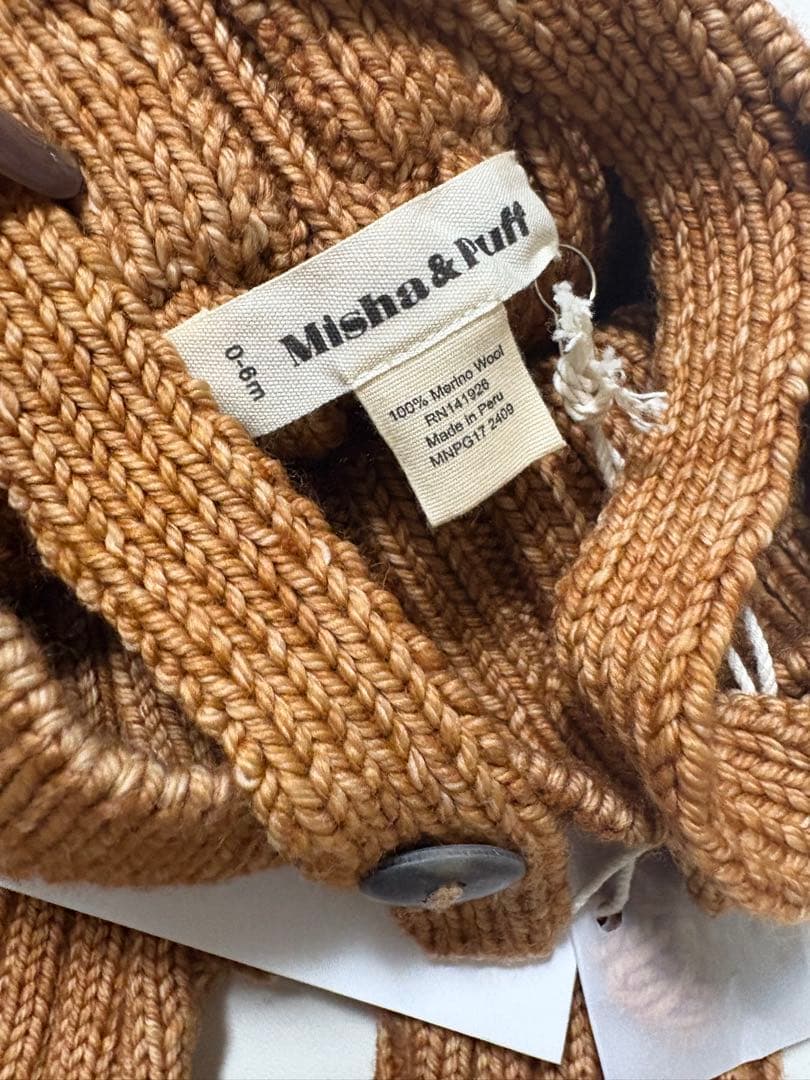 Misha & Puff
0-6m
100% Merino Wool
RN141926
Made in Peru
MNPG17 2409